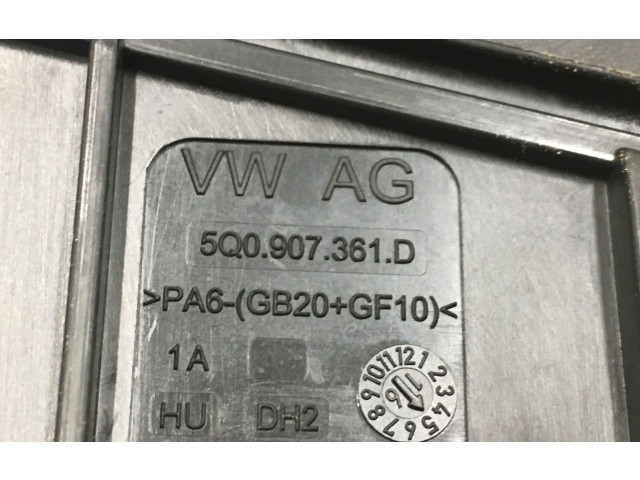 VW AG
5Q0.907.361.D
>PA6-(GB20+GF10)<
1A
HU DH2
1 2 3 4 5 6 7 8 9 10 11 12
16